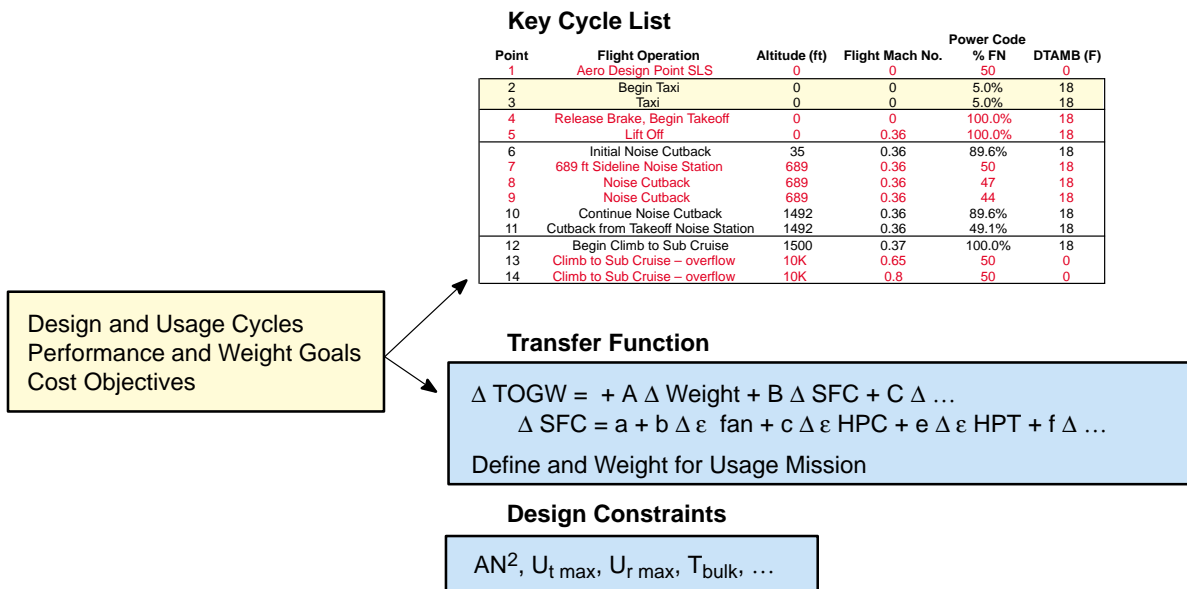 Key Cycle List
Power Code
Point Flight Operation Altitude (ft) Flight Mach No. % FN DTAMB (F)
1 Aero Design Point SLS 0 0 50 0
2 Begin Taxi 0 0 5.0% 18
3 Taxi 0 0 5.0% 18
4 Release Brake, Begin Takeoff 0 0 100.0% 18
5 Lift Off 0 0.36 100.0% 18
6 Initial Noise Cutback 35 0.36 89.6% 18
7 689 ft Sideline Noise Station 689 0.36 50 18
8 Noise Cutback 689 0.36 47 18
9 Noise Cutback 689 0.36 44 18
10 Continue Noise Cutback 1492 0.36 89.6% 18
11 Cutback from Takeoff Noise Station 1492 0.36 49.1% 18
12 Begin Climb to Sub Cruise 1500 0.37 100.0% 18
13 Climb to Sub Cruise – overflow 10K 0.65 50 0
14 Climb to Sub Cruise – overflow 10K 0.8 50 0
Design and Usage Cycles
Performance and Weight Goals
Cost Objectives
Transfer Function
Δ TOGW = + A Δ Weight + B Δ SFC + C Δ …
Δ SFC = a + b Δ ε fan + c Δ ε HPC + e Δ ε HPT + f Δ …
Define and Weight for Usage Mission
Design Constraints
AN², U t max, U r max, T bulk, …